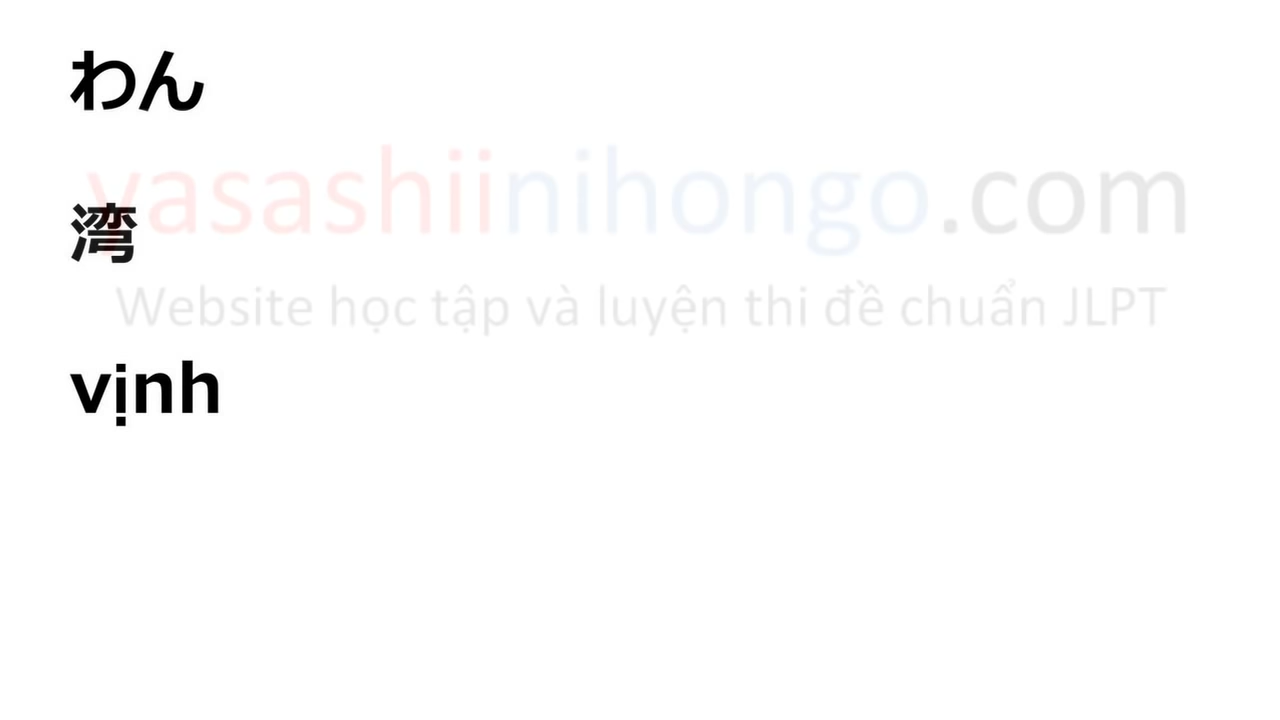 わん
yasashiinihongo.com
湾
Website học tập và luyện thi đề chuẩn JLPT
vịnh